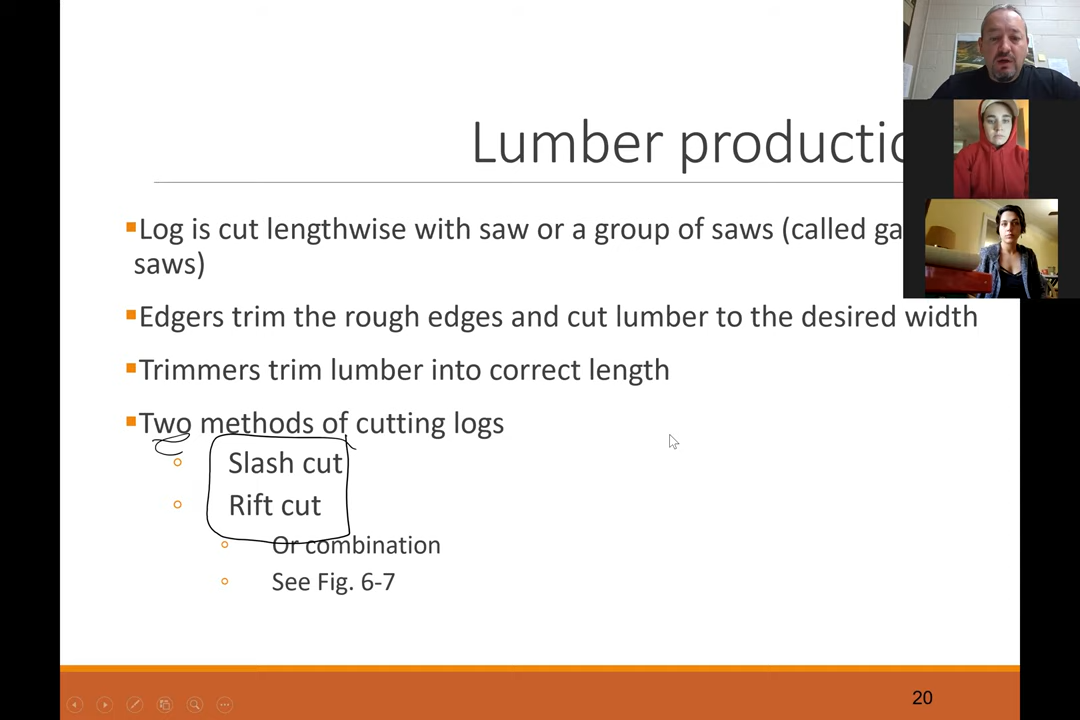 Lumber productio
▪Log is cut lengthwise with saw or a group of saws (called ga
saws)
▪Edgers trim the rough edges and cut lumber to the desired width
▪Trimmers trim lumber into correct length
▪Two methods of cutting logs
◦ Slash cut
◦ Rift cut
◦ Or combination
◦ See Fig. 6-7
20